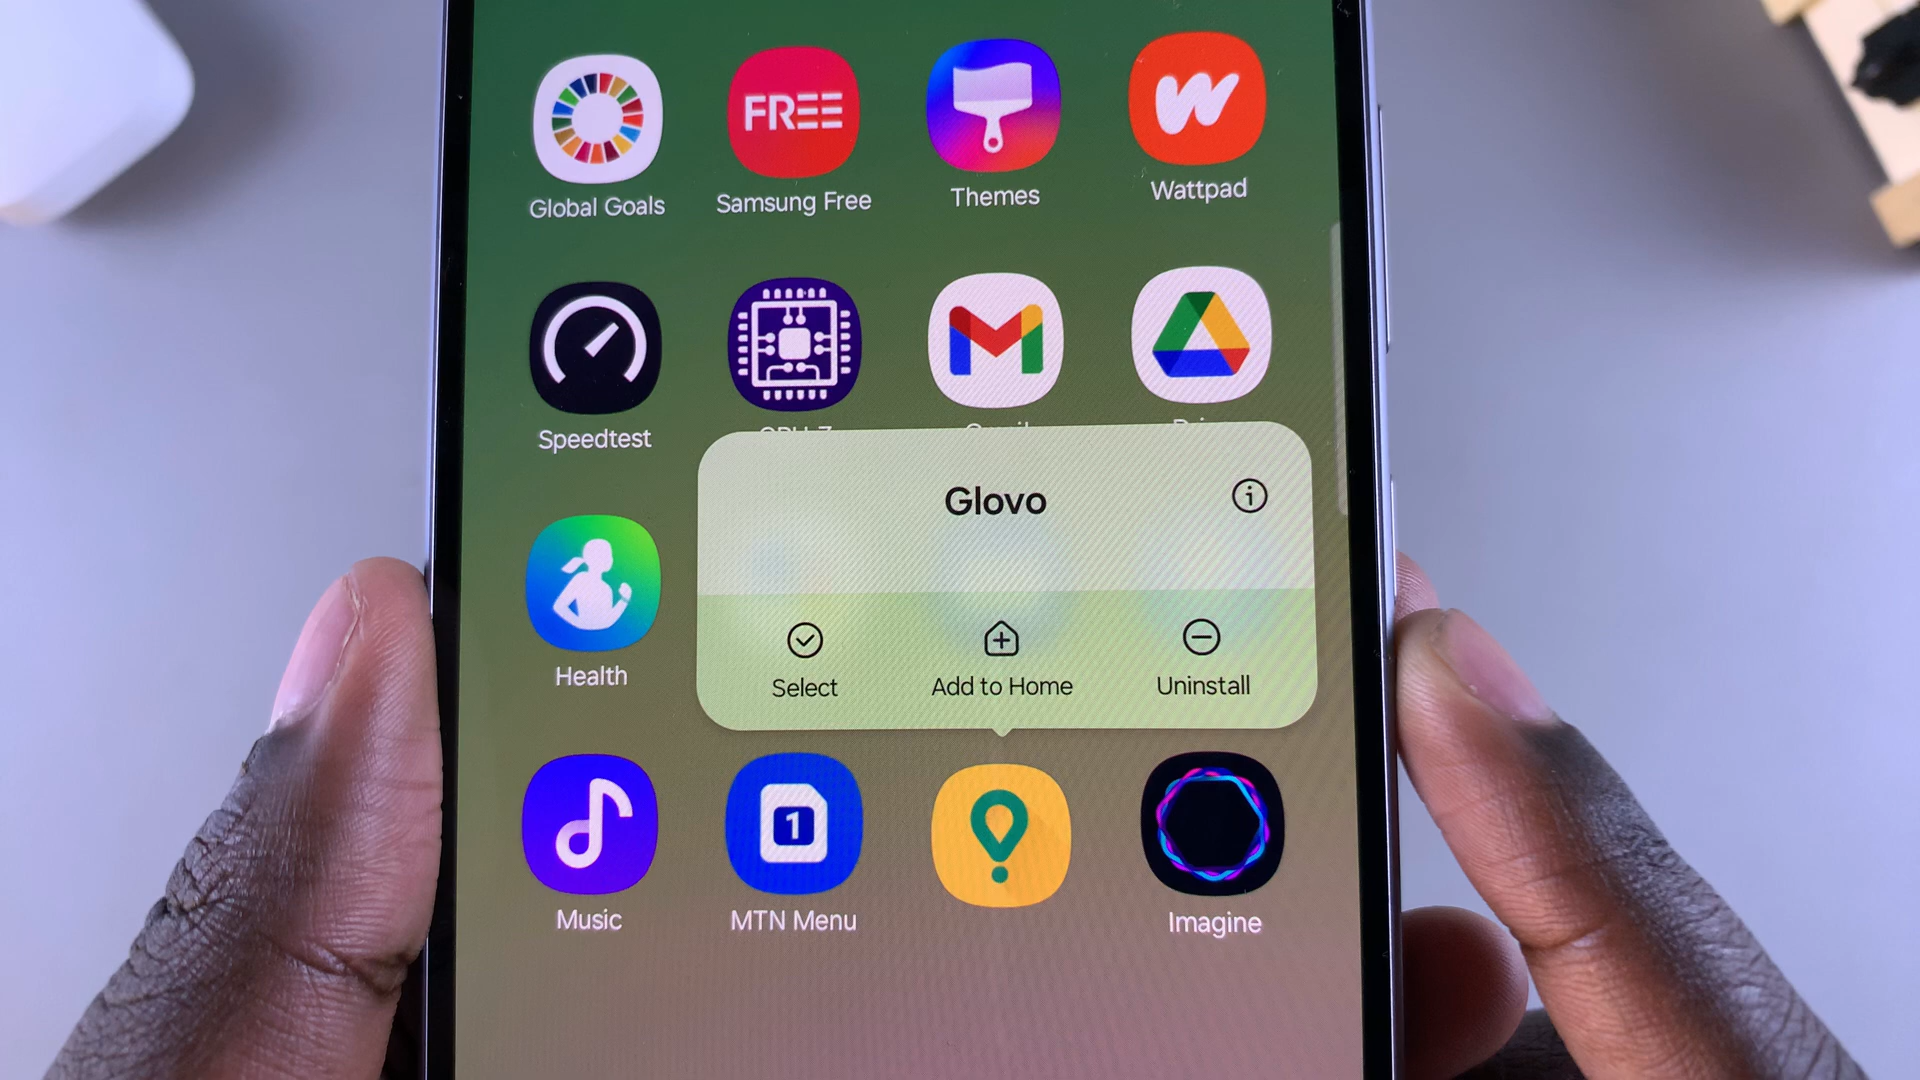 FREE
Global Goals
Samsung Free
Themes
Wattpad
Speedtest
Glovo
Select
Add to Home
Uninstall
Health
1
Music
MTN Menu
Imagine